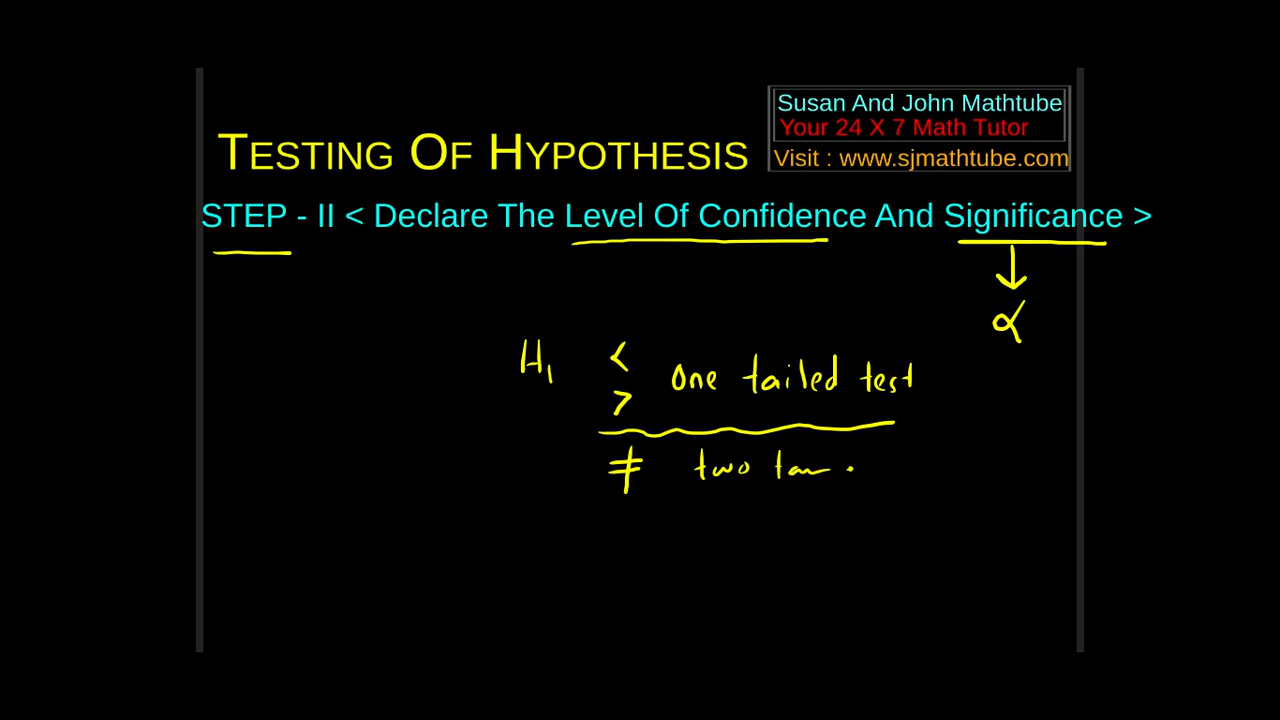 Susan And John Mathtube
Your 24 X 7 Math Tutor
Visit : www.sjmathtube.com
TESTING OF HYPOTHESIS
STEP - II < Declare The Level Of Confidence And Significance >
α
H₁ < One tailed test
>
≠ two